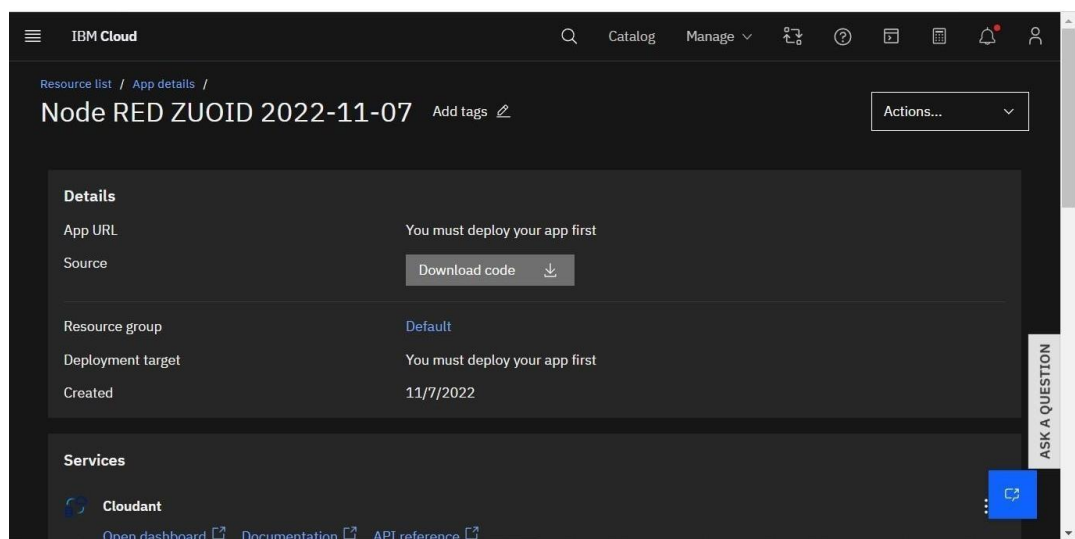 IBM Cloud Catalog Manage
Resource list / App details /
Node RED ZUOID 2022-11-07 Add tags Actions...
Details
App URL You must deploy your app first
Source Download code
Resource group Default
Deployment target You must deploy your app first
Created 11/7/2022
ASK A QUESTION
Services
Cloudant
Open dashboard Documentation API reference